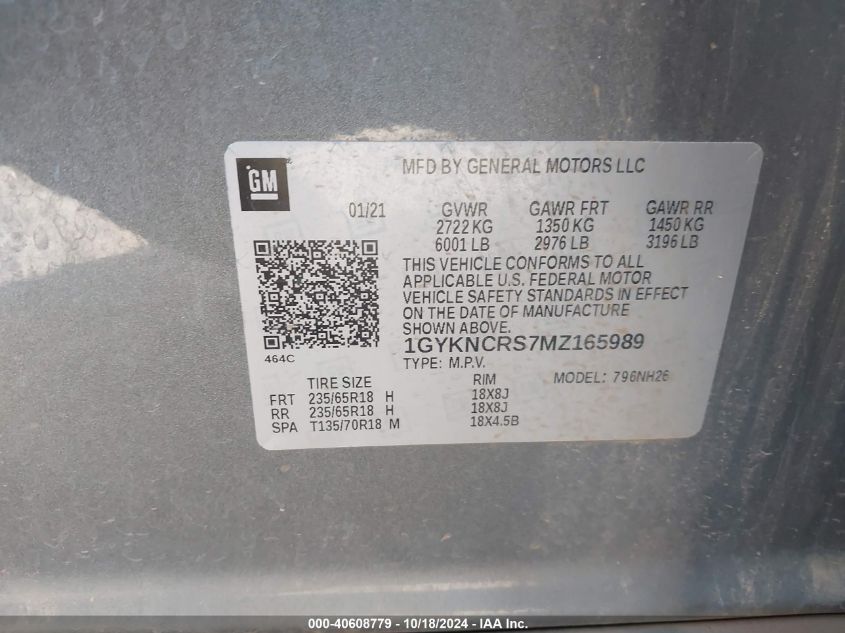 GM
MFD BY GENERAL MOTORS LLC
01/21 GVWR GAWR FRT GAWR RR
2722 KG 1350 KG 1450 KG
6001 LB 2976 LB 3196 LB
THIS VEHICLE CONFORMS TO ALL
APPLICABLE U.S. FEDERAL MOTOR
VEHICLE SAFETY STANDARDS IN EFFECT
ON THE DATE OF MANUFACTURE
SHOWN ABOVE.
1GYKNCRS7MZ165989
464C
TYPE: M.P.V.
TIRE SIZE RIM MODEL: 796NH26
FRT 235/65R18 H 18X8J
RR 235/65R18 H 18X8J
SPA T135/70R18 M 18X4.5B
000-40608779 - 10/18/2024 - IAA Inc.